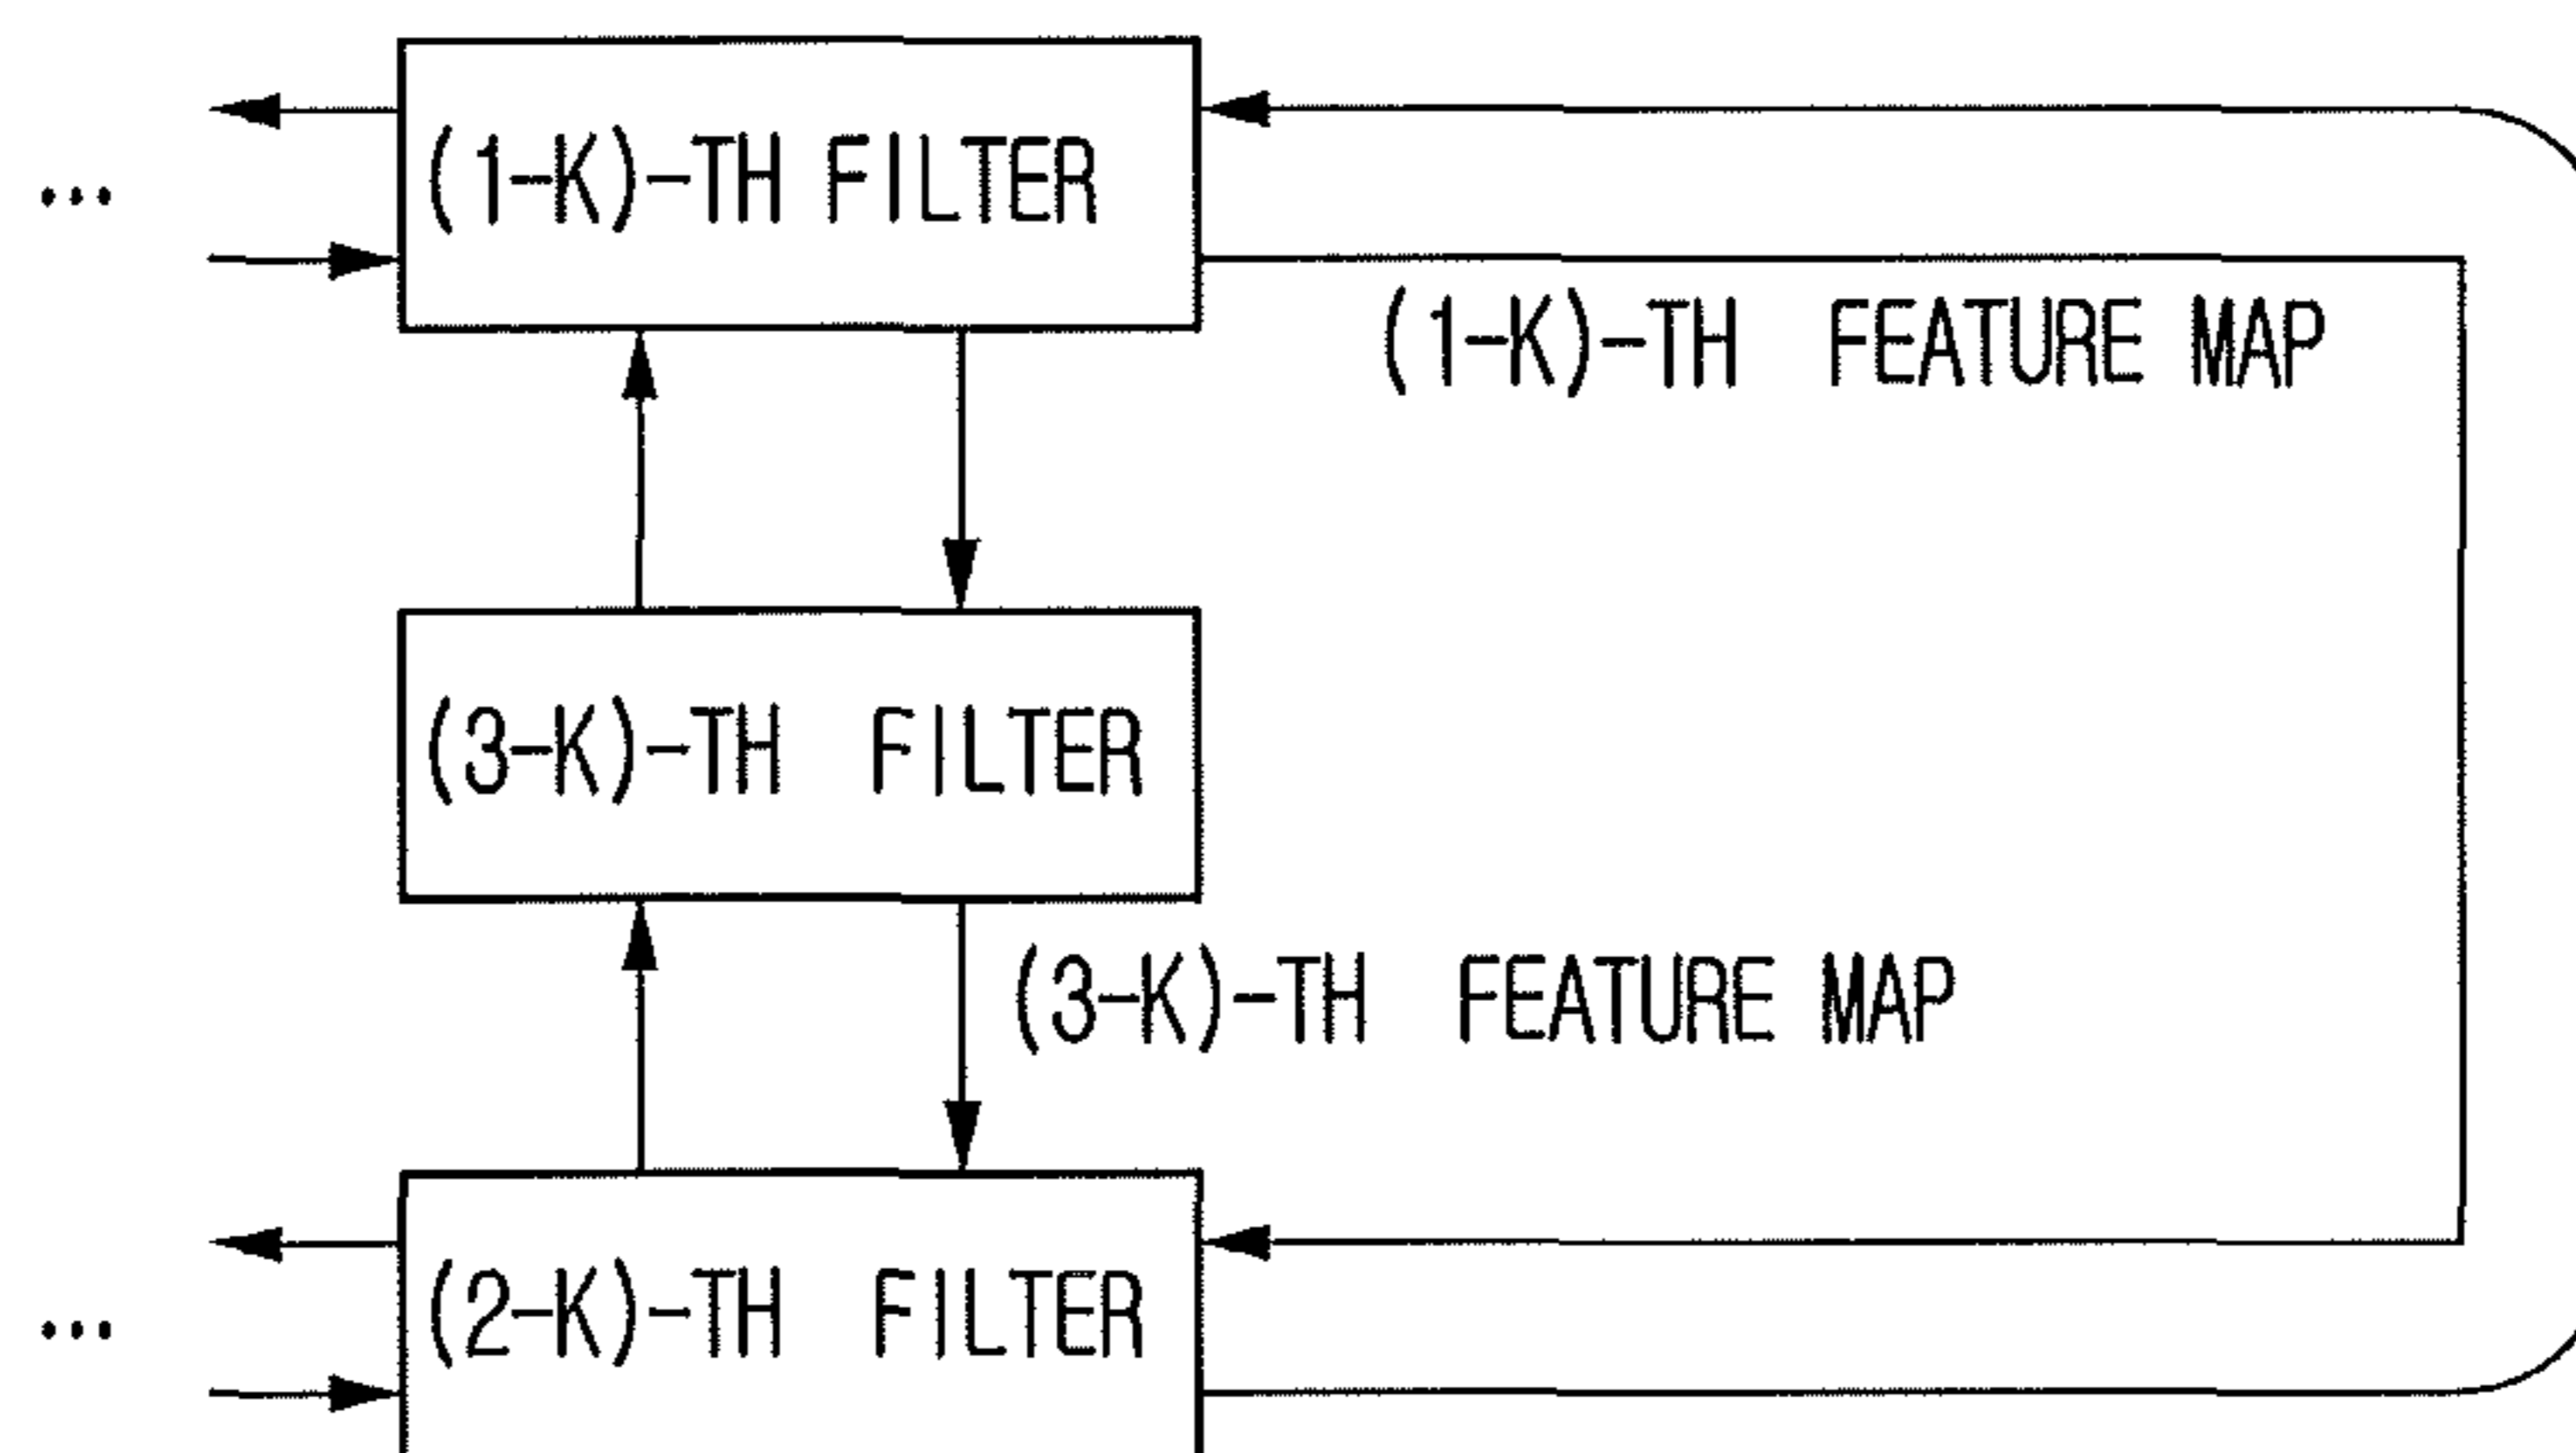 (1-K)-TH FILTER
(1-K)-TH FEATURE MAP
(3-K)-TH FILTER
(3-K)-TH FEATURE MAP
(2-K)-TH FILTER
...
...